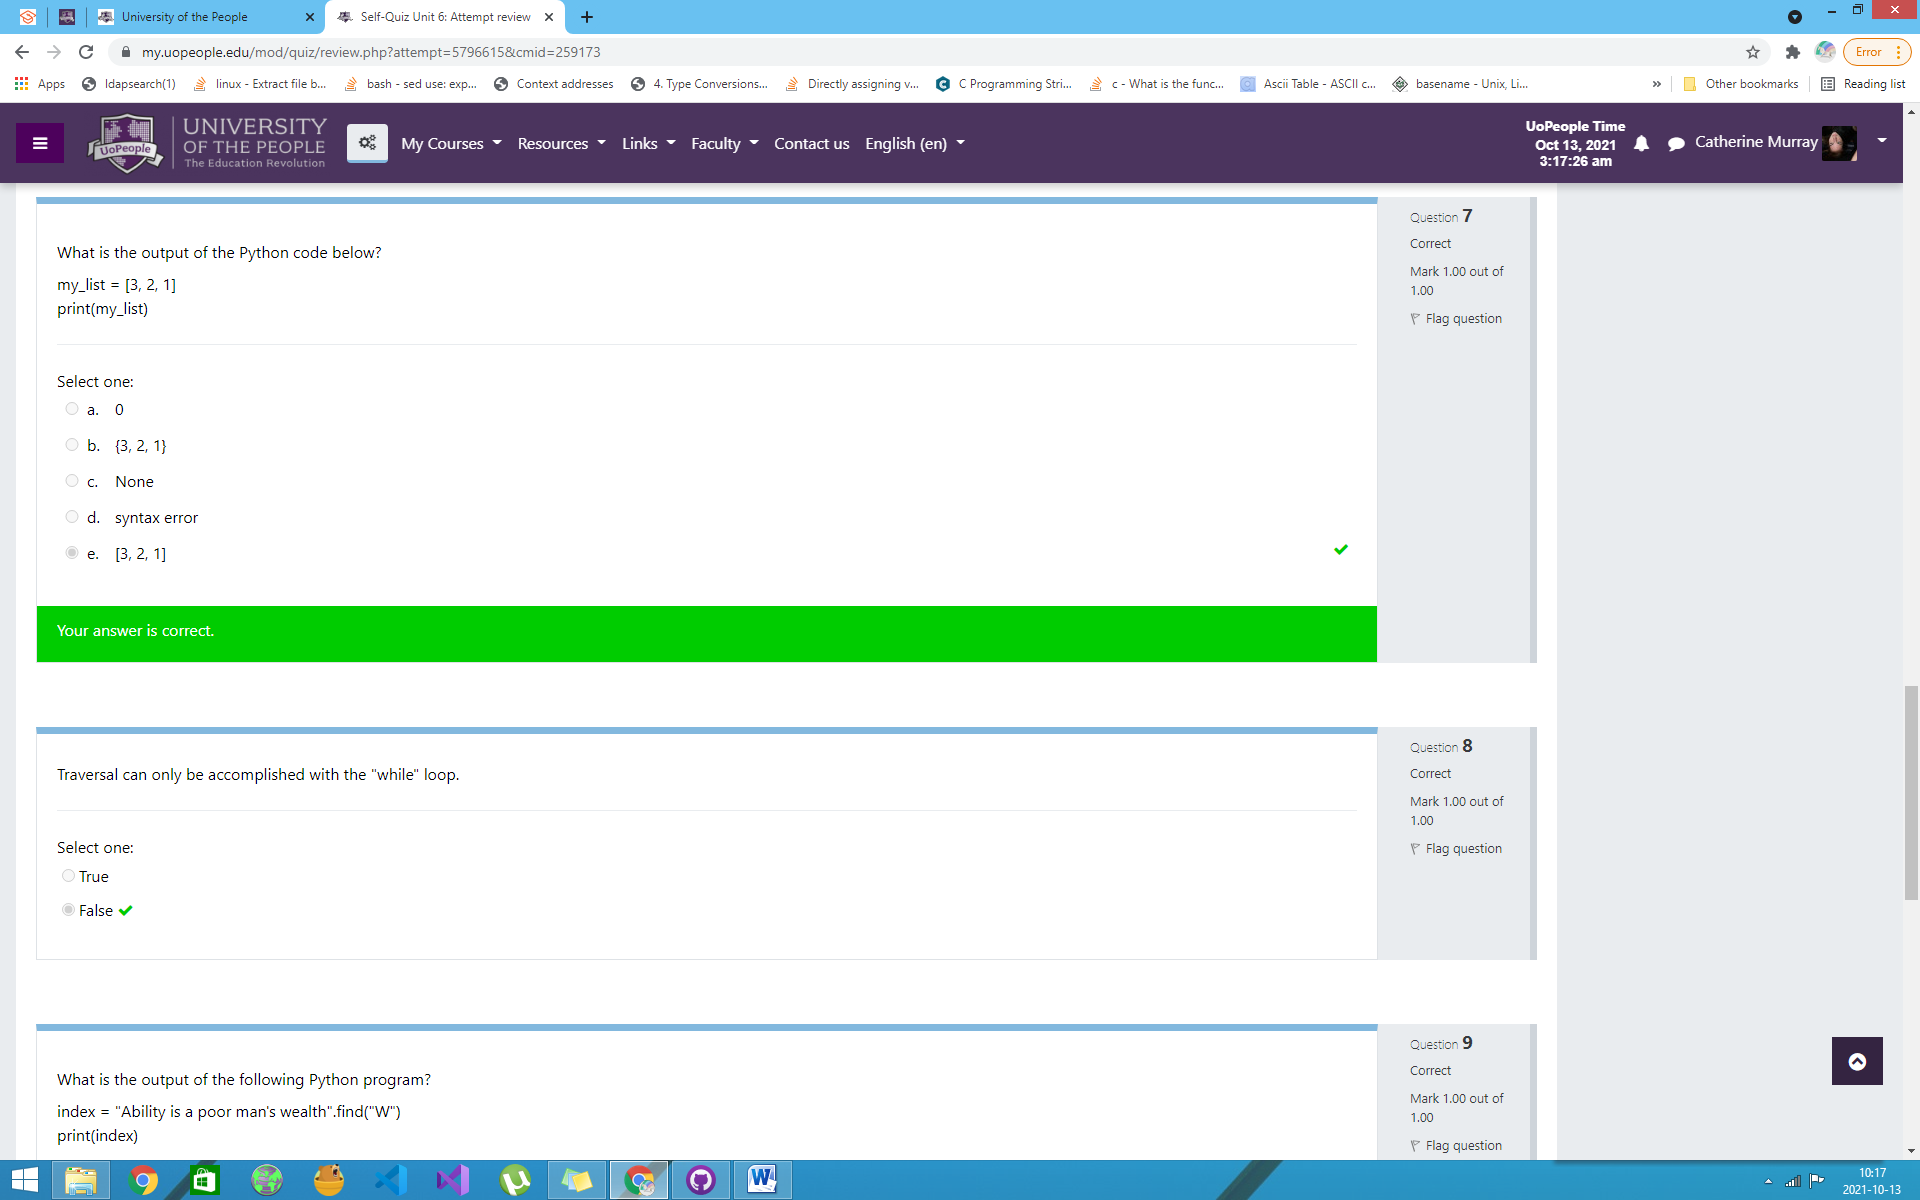 University of the People
Self-Quiz Unit 6: Attempt review
my.uopeople.edu/mod/quiz/review.php?attempt=5796615&cmid=259173
Error
Apps
ldapsearch(1)
linux - Extract file b...
bash - sed use: exp...
Context addresses
4. Type Conversions...
Directly assigning v...
C Programming Stri...
c - What is the func...
Ascii Table - ASCII c...
basename - Unix, Li...
Other bookmarks
Reading list
UoPeople
UNIVERSITY
OF THE PEOPLE
The Education Revolution
My Courses
Resources
Links
Faculty
Contact us
English (en)
UoPeople Time
Oct 13, 2021
3:17:26 am
Catherine Murray
Question 7
Correct
Mark 1.00 out of
1.00
Flag question
What is the output of the Python code below?
my_list = [3, 2, 1]
print(my_list)
Select one:
a. 0
b. {3, 2, 1}
c. None
d. syntax error
e. [3, 2, 1]
Your answer is correct.
Question 8
Correct
Mark 1.00 out of
1.00
Flag question
Traversal can only be accomplished with the "while" loop.
Select one:
True
False
Question 9
Correct
Mark 1.00 out of
1.00
Flag question
What is the output of the following Python program?
index = "Ability is a poor man's wealth".find("W")
print(index)
10:17
2021-10-13